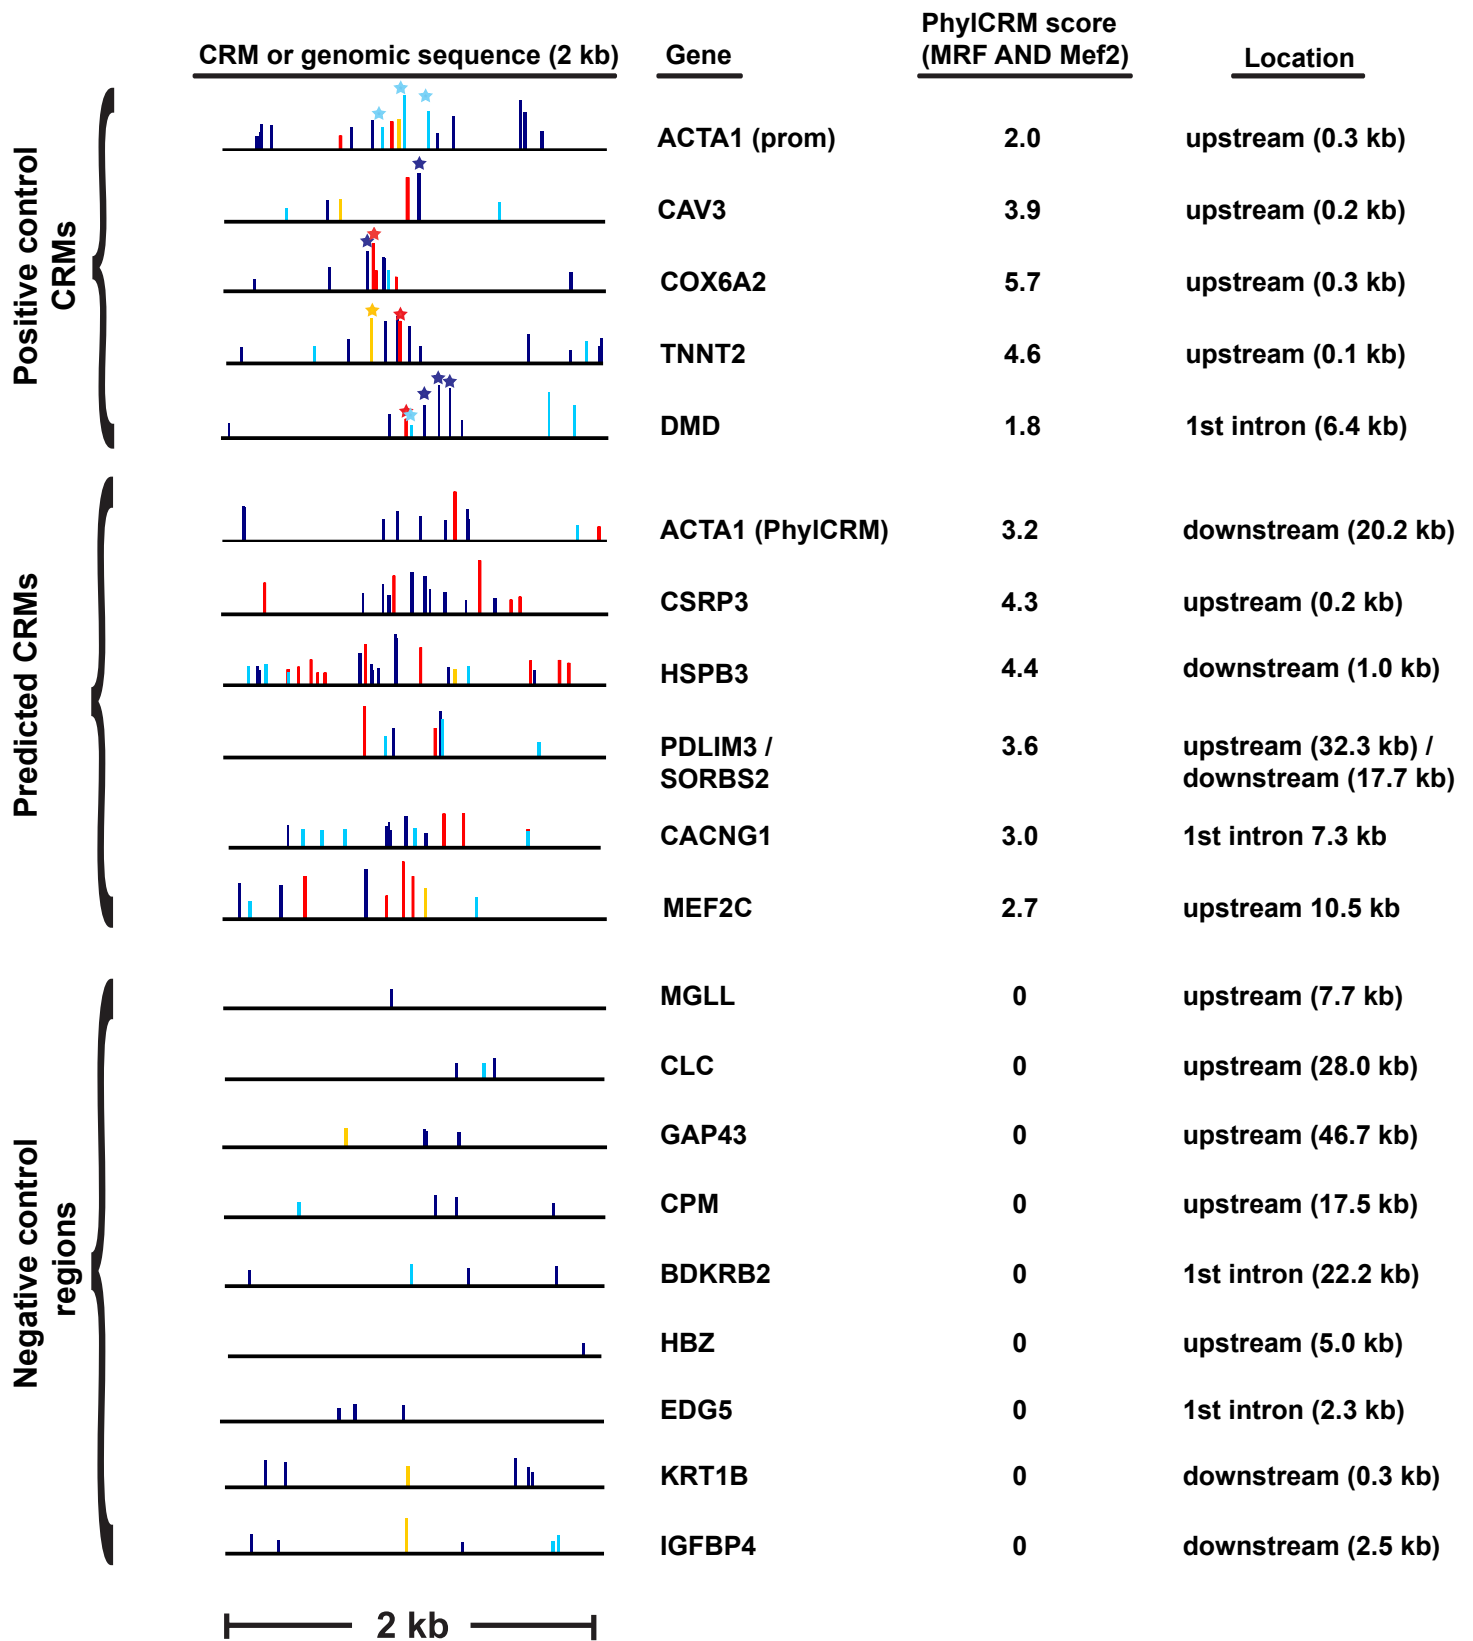 PhylCRM score
CRM or genomic sequence (2 kb) Gene (MRF AND Mef2) Location
Positive control
CRMs
ACTA1 (prom) 2.0 upstream (0.3 kb)
CAV3 3.9 upstream (0.2 kb)
COX6A2 5.7 upstream (0.3 kb)
TNNT2 4.6 upstream (0.1 kb)
DMD 1.8 1st intron (6.4 kb)
Predicted CRMs
ACTA1 (PhylCRM) 3.2 downstream (20.2 kb)
CSRP3 4.3 upstream (0.2 kb)
HSPB3 4.4 downstream (1.0 kb)
PDLIM3 / 3.6 upstream (32.3 kb) /
SORBS2 downstream (17.7 kb)
CACNG1 3.0 1st intron 7.3 kb
MEF2C 2.7 upstream 10.5 kb
Negative control
regions
MGLL 0 upstream (7.7 kb)
CLC 0 upstream (28.0 kb)
GAP43 0 upstream (46.7 kb)
CPM 0 upstream (17.5 kb)
BDKRB2 0 1st intron (22.2 kb)
HBZ 0 upstream (5.0 kb)
EDG5 0 1st intron (2.3 kb)
KRT1B 0 downstream (0.3 kb)
IGFBP4 0 downstream (2.5 kb)
2 kb